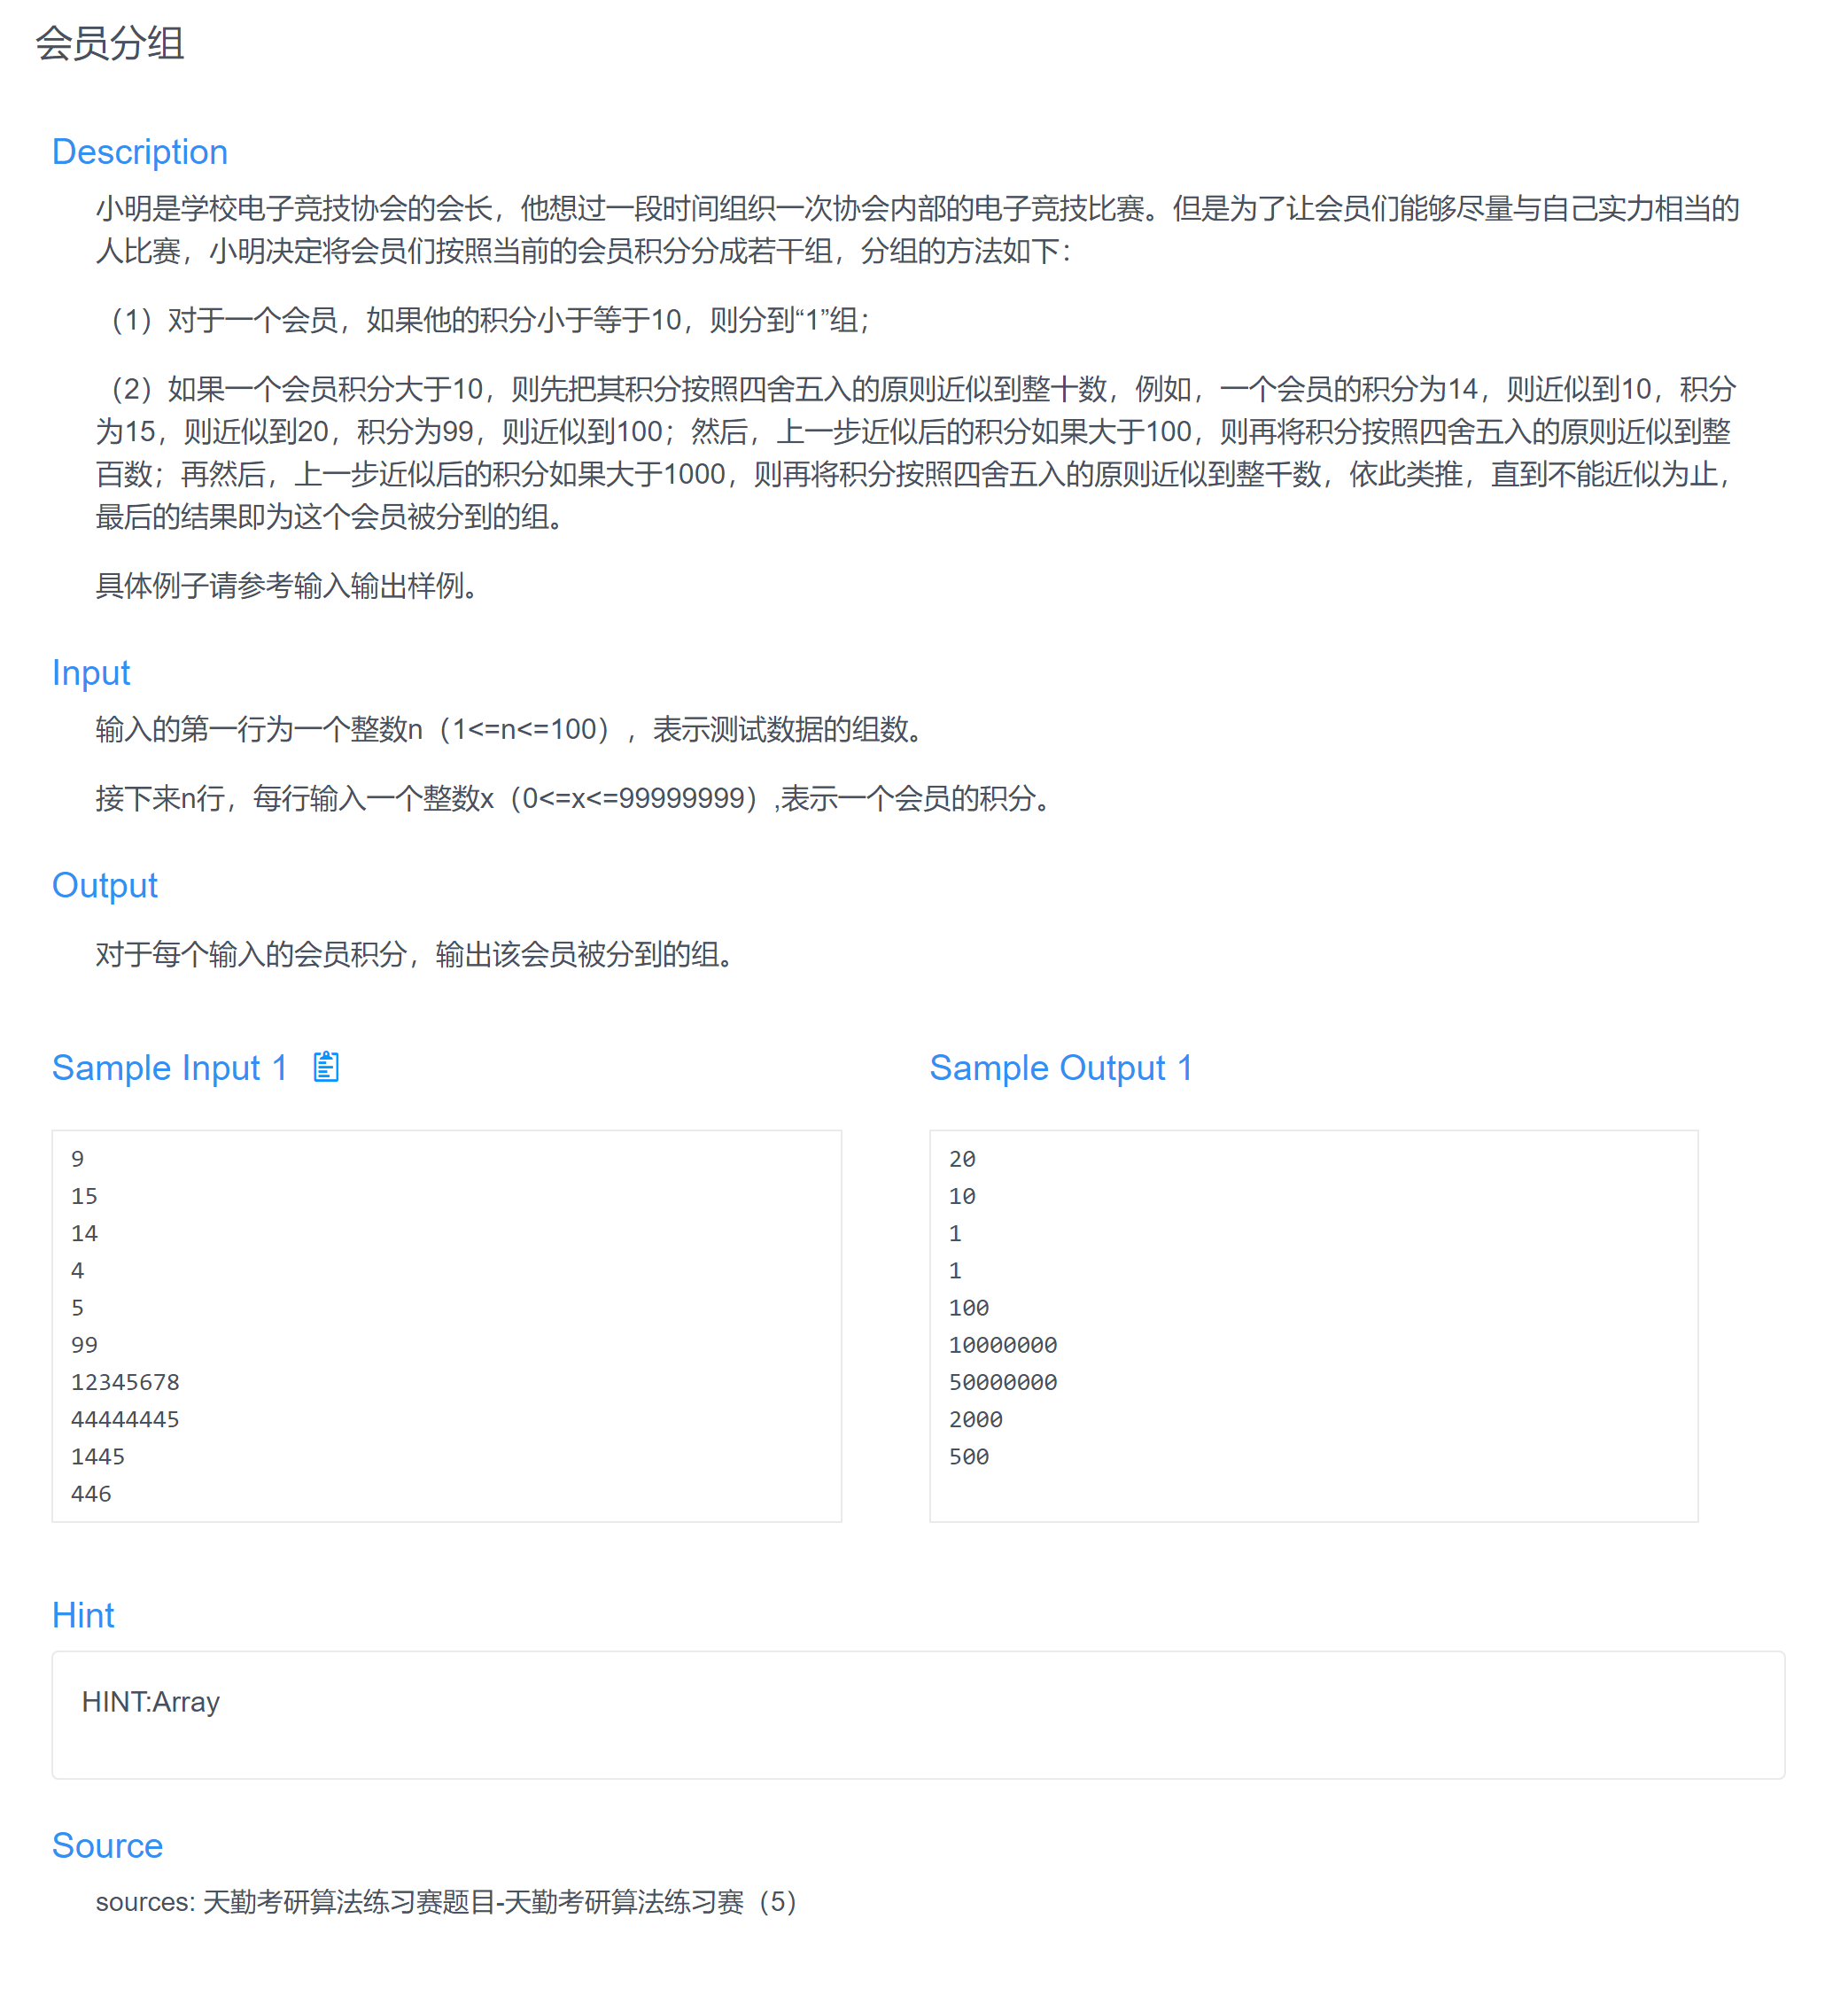 会员分组
Description
小明是学校电子竞技协会的会长，他想过一段时间组织一次协会内部的电子竞技比赛。但是为了让会员们能够尽量与自己实力相当的
人比赛，小明决定将会员们按照当前的会员积分分成若干组，分组的方法如下：
（1）对于一个会员，如果他的积分小于等于10，则分到“1”组；
（2）如果一个会员积分大于10，则先把其积分按照四舍五入的原则近似到整十数，例如，一个会员的积分为14，则近似到10，积分
为15，则近似到20，积分为99，则近似到100；然后，上一步近似后的积分如果大于100，则再将积分按照四舍五入的原则近似到整
百数；再然后，上一步近似后的积分如果大于1000，则再将积分按照四舍五入的原则近似到整千数，依此类推，直到不能近似为止，
最后的结果即为这个会员被分到的组。
具体例子请参考输入输出样例。
Input
输入的第一行为一个整数n（1<=n<=100），表示测试数据的组数。
接下来n行，每行输入一个整数x（0<=x<=99999999）,表示一个会员的积分。
Output
对于每个输入的会员积分，输出该会员被分到的组。
Sample Input 1
9
15
14
4
5
99
12345678
44444445
1445
446
Sample Output 1
20
10
1
1
100
10000000
50000000
2000
500
Hint
HINT:Array
Source
sources: 天勤考研算法练习赛题目-天勤考研算法练习赛（5）